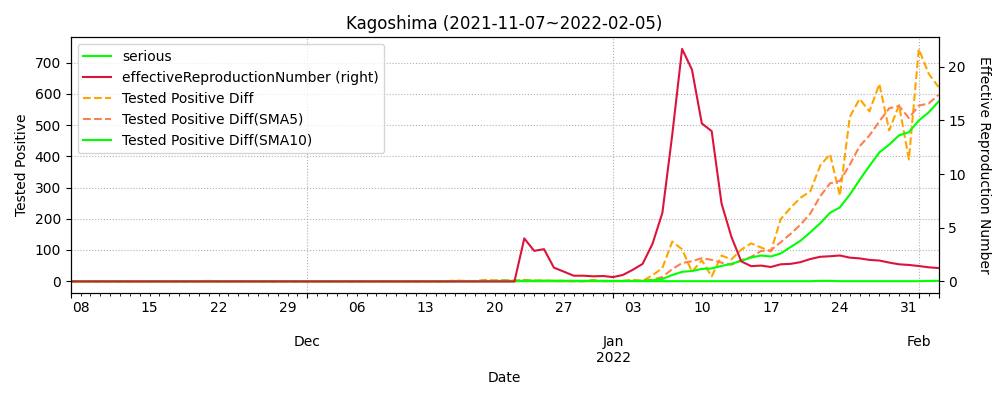 Kagoshima (2021-11-07~2022-02-05)
serious
effectiveReproductionNumber (right)
Tested Positive Diff
Tested Positive Diff(SMA5)
Tested Positive Diff(SMA10)
Tested Positive
700
600
500
400
300
200
100
0
20
15
10
5
0
Effective Reproduction Number
08 15 22 29 06 13 20 27 03 10 17 24 31
Dec Jan Feb
2022
Date